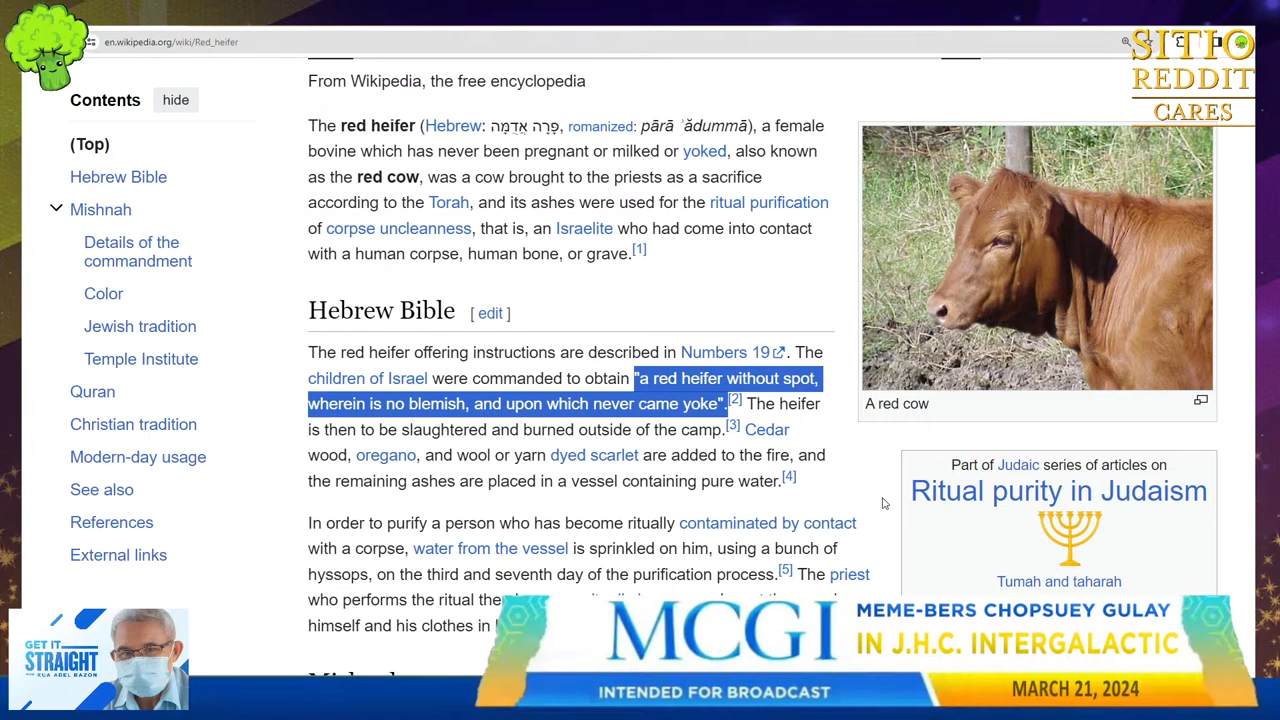 en.wikipedia.org/wiki/Red_heifer
SITIO
REDDIT
CARES
Contents hide
(Top)
Hebrew Bible
Mishnah
Details of the
commandment
Color
Jewish tradition
Temple Institute
Quran
Christian tradition
Modern-day usage
See also
References
External links
From Wikipedia, the free encyclopedia
The red heifer (Hebrew: פָּרָה אֲדֻמָּה, romanized: pārā ʾăḏummā), a female
bovine which has never been pregnant or milked or yoked, also known
as the red cow, was a cow brought to the priests as a sacrifice
according to the Torah, and its ashes were used for the ritual purification
of corpse uncleanness, that is, an Israelite who had come into contact
with a human corpse, human bone, or grave.[1]
Hebrew Bible [ edit ]
The red heifer offering instructions are described in Numbers 19. The
children of Israel were commanded to obtain "a red heifer without spot,
wherein is no blemish, and upon which never came yoke".[2] The heifer
is then to be slaughtered and burned outside of the camp.[3] Cedar
wood, oregano, and wool or yarn dyed scarlet are added to the fire, and
the remaining ashes are placed in a vessel containing pure water.[4]
In order to purify a person who has become ritually contaminated by contact
with a corpse, water from the vessel is sprinkled on him, using a bunch of
hyssops, on the third and seventh day of the purification process.[5] The priest
who performs the ritual
himself and his clothes in
A red cow
Part of Judaic series of articles on
Ritual purity in Judaism
Tumah and taharah
GET IT
STRAIGHT
WITH KUA ADEL RAZON
MCGI
INTENDED FOR BROADCAST
MEME-BERS CHOPSUEY GULAY
IN J.H.C. INTERGALACTIC
MARCH 21, 2024